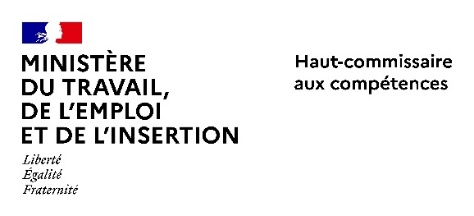 MINISTÈRE
DU TRAVAIL,
DE L'EMPLOI
ET DE L'INSERTION
Liberté
Égalité
Fraternité
Haut-commissaire
aux compétences